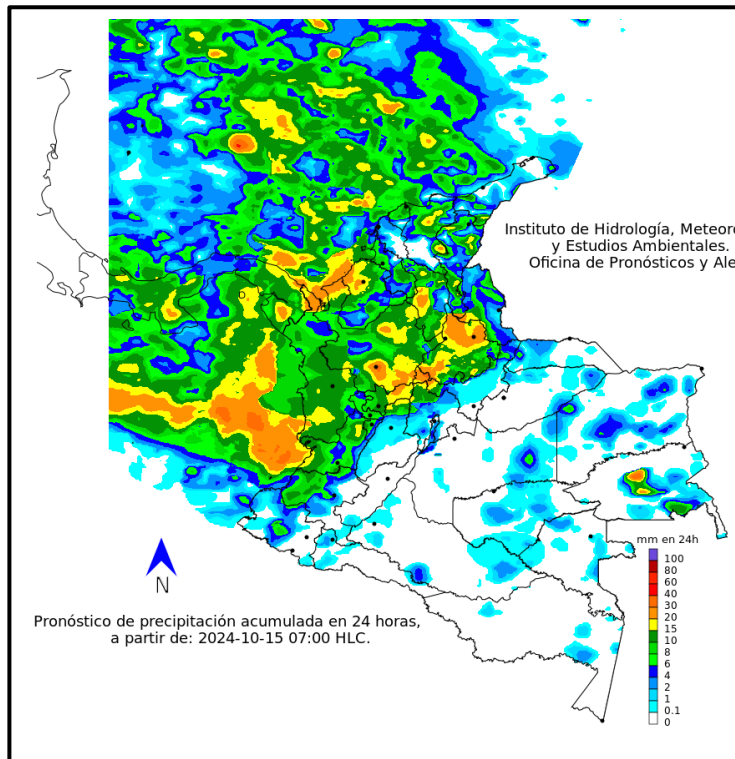 Instituto de Hidrología, Meteoro
y Estudios Ambientales.
Oficina de Pronósticos y Ale
mm en 24h
100
80
60
40
30
20
15
10
8
6
4
2
1
0.1
0
N
Pronóstico de precipitación acumulada en 24 horas,
a partir de: 2024-10-15 07:00 HLC.